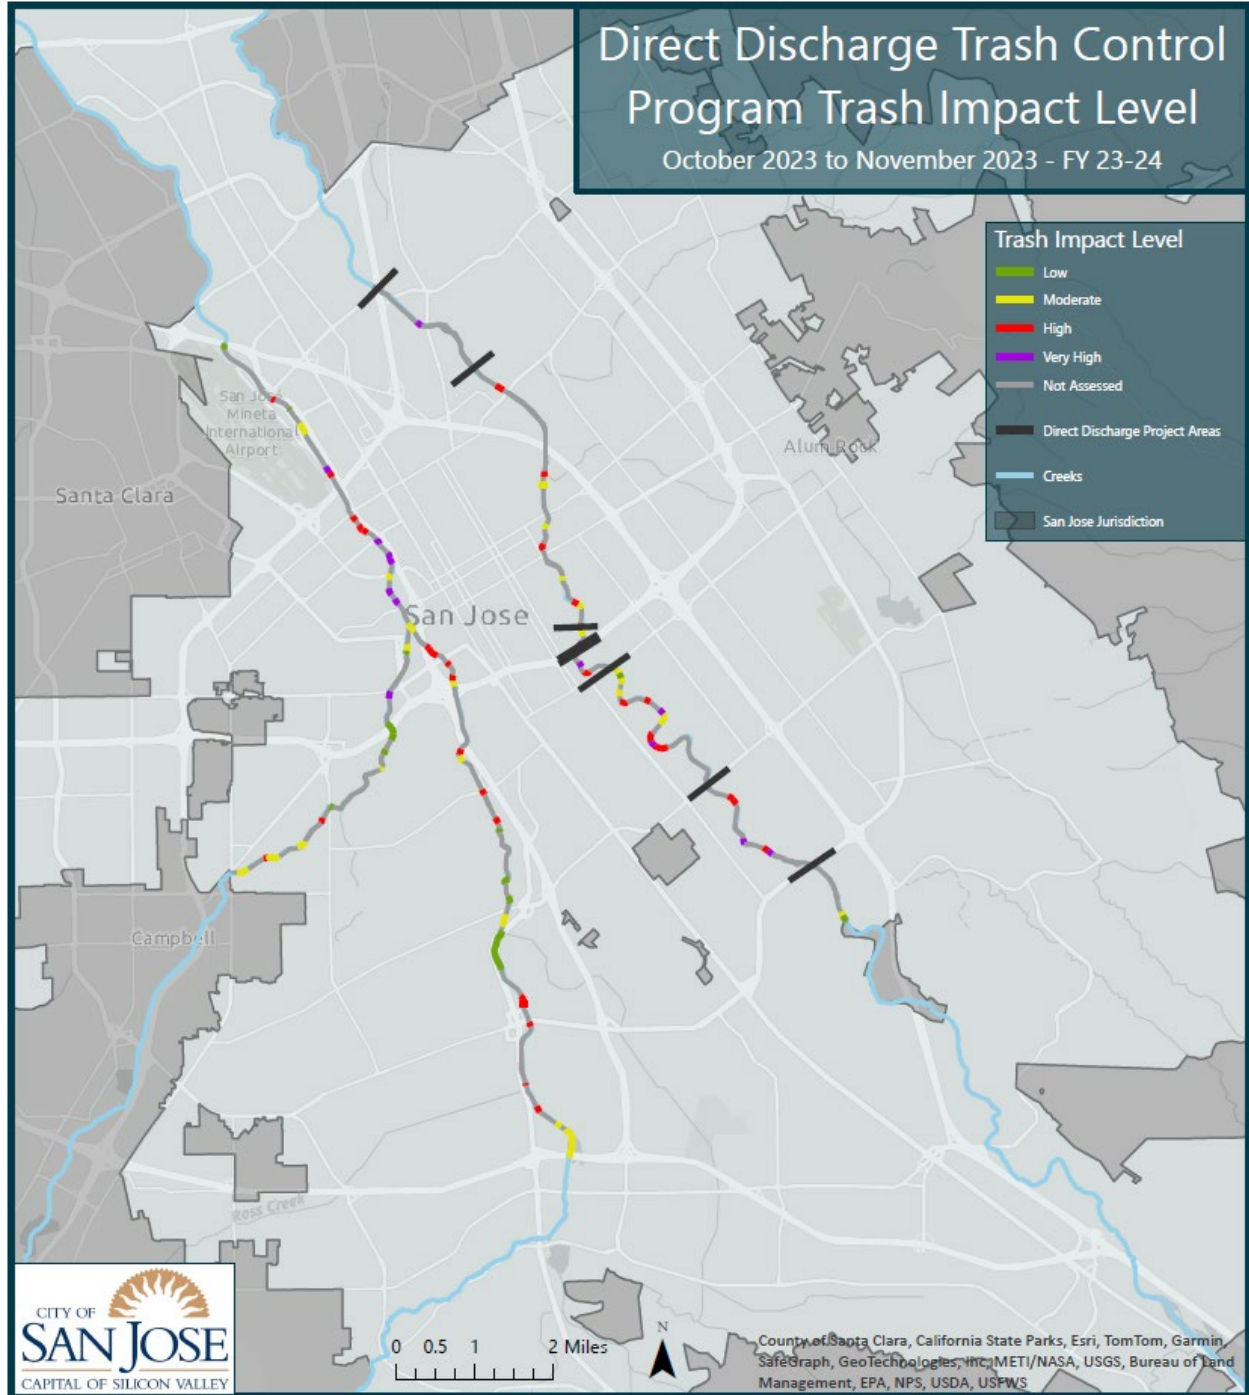 Direct Discharge Trash Control
Program Trash Impact Level
October 2023 to November 2023 - FY 23-24
Trash Impact Level
Low
Moderate
High
Very High
Not Assessed
Direct Discharge Project Areas
Creeks
San Jose Jurisdiction
San Jose
Mineta
International
Airport
Alum Rock
Santa Clara
San Jose
Campbell
Ross Creek
CITY OF
SAN JOSE
CAPITAL OF SILICON VALLEY
0 0.5 1 2 Miles
N
County of Santa Clara, California State Parks, Esri, TomTom, Garmin,
SafeGraph, GeoTechnologies, Inc, METI/NASA, USGS, Bureau of Land
Management, EPA, NPS, USDA, USFWS